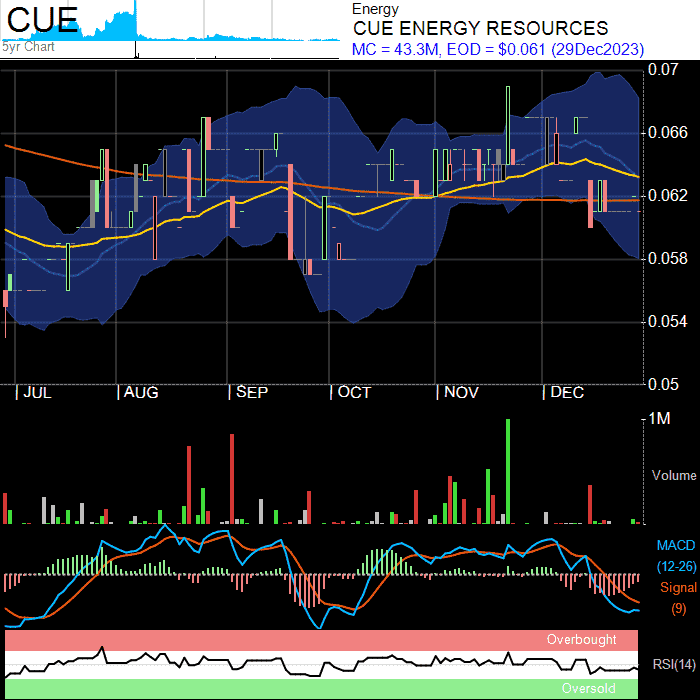 CUE
5yr Chart
Energy
CUE ENERGY RESOURCES
MC = 43.3M, EOD = $0.061 (29Dec2023)
0.07
0.066
0.062
0.058
0.054
0.05
JUL AUG SEP OCT NOV DEC
1M
Volume
MACD
(12-26)
Signal
(9)
Overbought
RSI(14)
Oversold